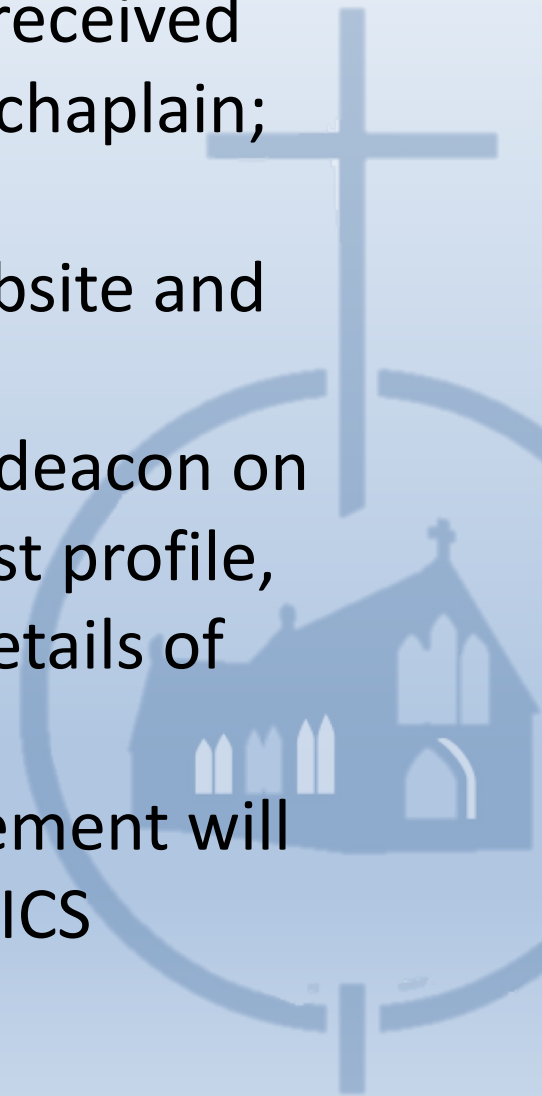 received
chaplain;
bsite and
deacon on
st profile,
etails of
ement will
ICS